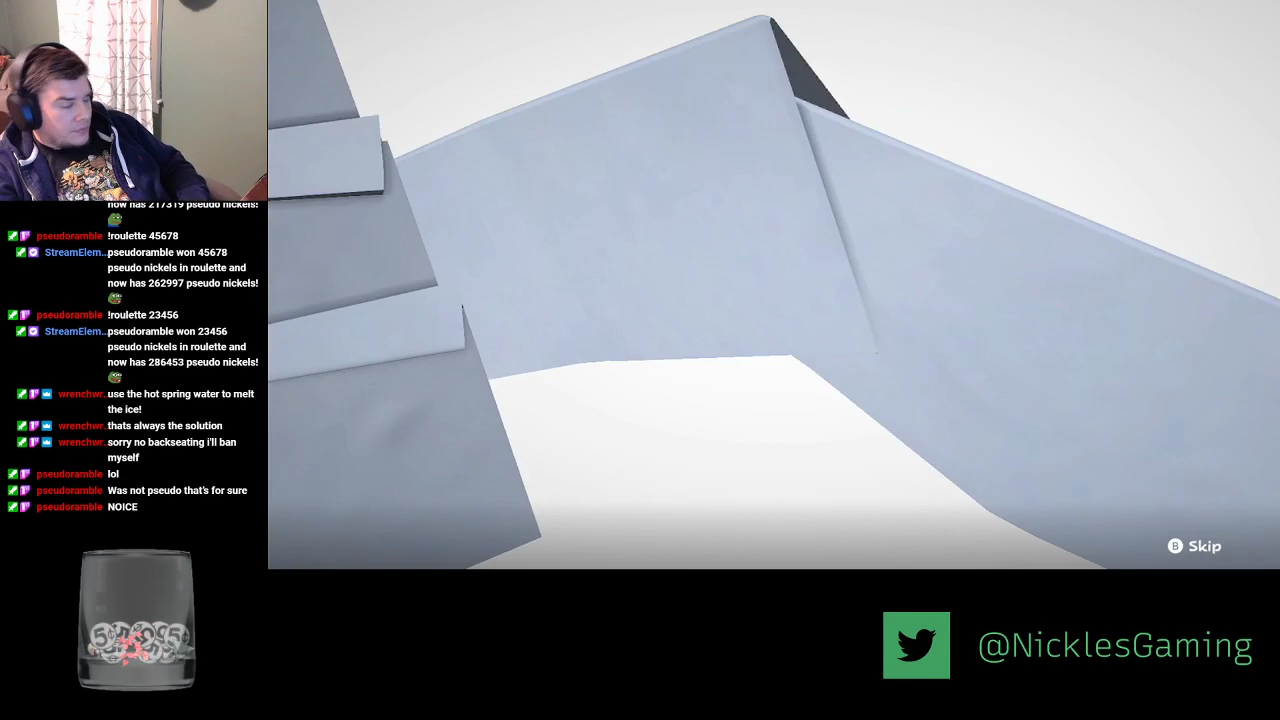 now has 217319 pseudo nickels!
pseudoramble !roulette 45678
StreamElem... pseudoramble won 45678
pseudo nickels in roulette and
now has 262997 pseudo nickels!
pseudoramble !roulette 23456
StreamElem... pseudoramble won 23456
pseudo nickels in roulette and
now has 286453 pseudo nickels!
wrenchwr... use the hot spring water to melt
the ice!
wrenchwr... thats always the solution
wrenchwr... sorry no backseating i'll ban
myself
pseudoramble lol
pseudoramble Was not pseudo that's for sure
pseudoramble NOICE
B Skip
@NicklesGaming